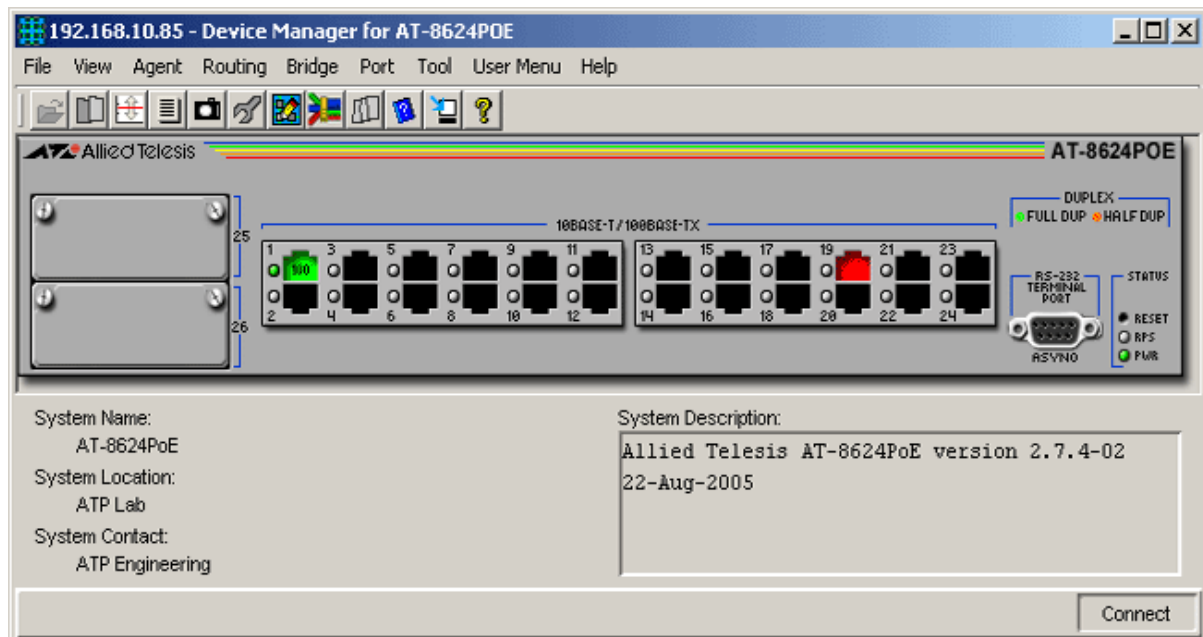 192.168.10.85 - Device Manager for AT-8624POE
File View Agent Routing Bridge Port Tool User Menu Help
Allied Telesis
AT-8624POE
DUPLEX
FULL DUP HALF DUP
10BASE-T/100BASE-TX
25
1 3 5 7 9 11 13 15 17 19 21 23
100
2 4 6 8 10 12 14 16 18 20 22 24
26
RS-232
TERMINAL
PORT
ASYN0
STATUS
RESET
RPS
PWR
System Name:
AT-8624PoE
System Location:
ATP Lab
System Contact:
ATP Engineering
System Description:
Allied Telesis AT-8624PoE version 2.7.4-02
22-Aug-2005
Connect